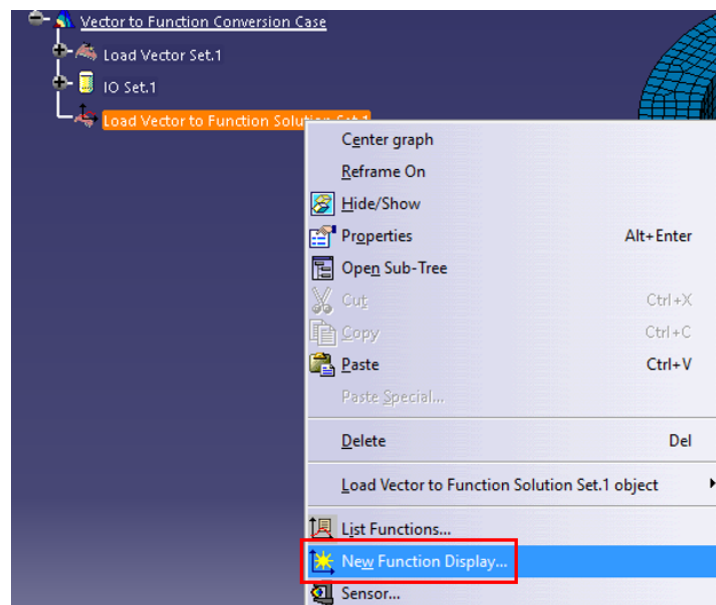 Vector to Function Conversion Case
Load Vector Set.1
IO Set.1
Load Vector to Function Solution Set.1
Center graph
Reframe On
Hide/Show
Properties Alt+Enter
Open Sub-Tree
Cut Ctrl+X
Copy Ctrl+C
Paste Ctrl+V
Paste Special...
Delete Del
Load Vector to Function Solution Set.1 object
List Functions...
New Function Display...
Sensor...